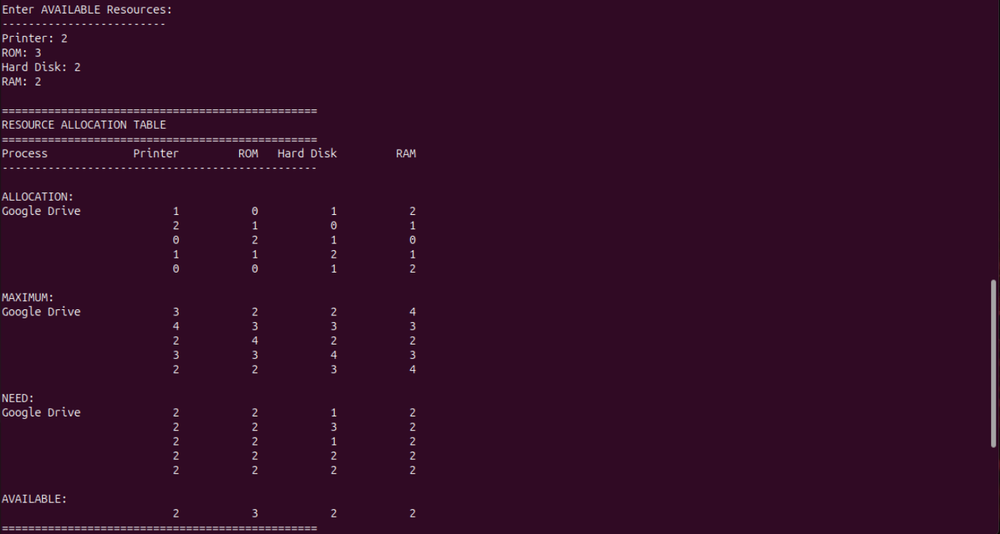 Enter AVAILABLE Resources:
-------------------------
Printer: 2
ROM: 3
Hard Disk: 2
RAM: 2
================================================
RESOURCE ALLOCATION TABLE
================================================
Process Printer ROM Hard Disk RAM
------------------------------------------------
ALLOCATION:
Google Drive 1 0 1 2
2 1 0 1
0 2 1 0
1 1 2 1
0 0 1 2
MAXIMUM:
Google Drive 3 2 2 4
4 3 3 3
2 4 2 2
3 3 4 3
2 2 3 4
NEED:
Google Drive 2 2 1 2
2 2 3 2
2 2 1 2
2 2 2 2
2 2 2 2
AVAILABLE:
2 3 2 2
================================================